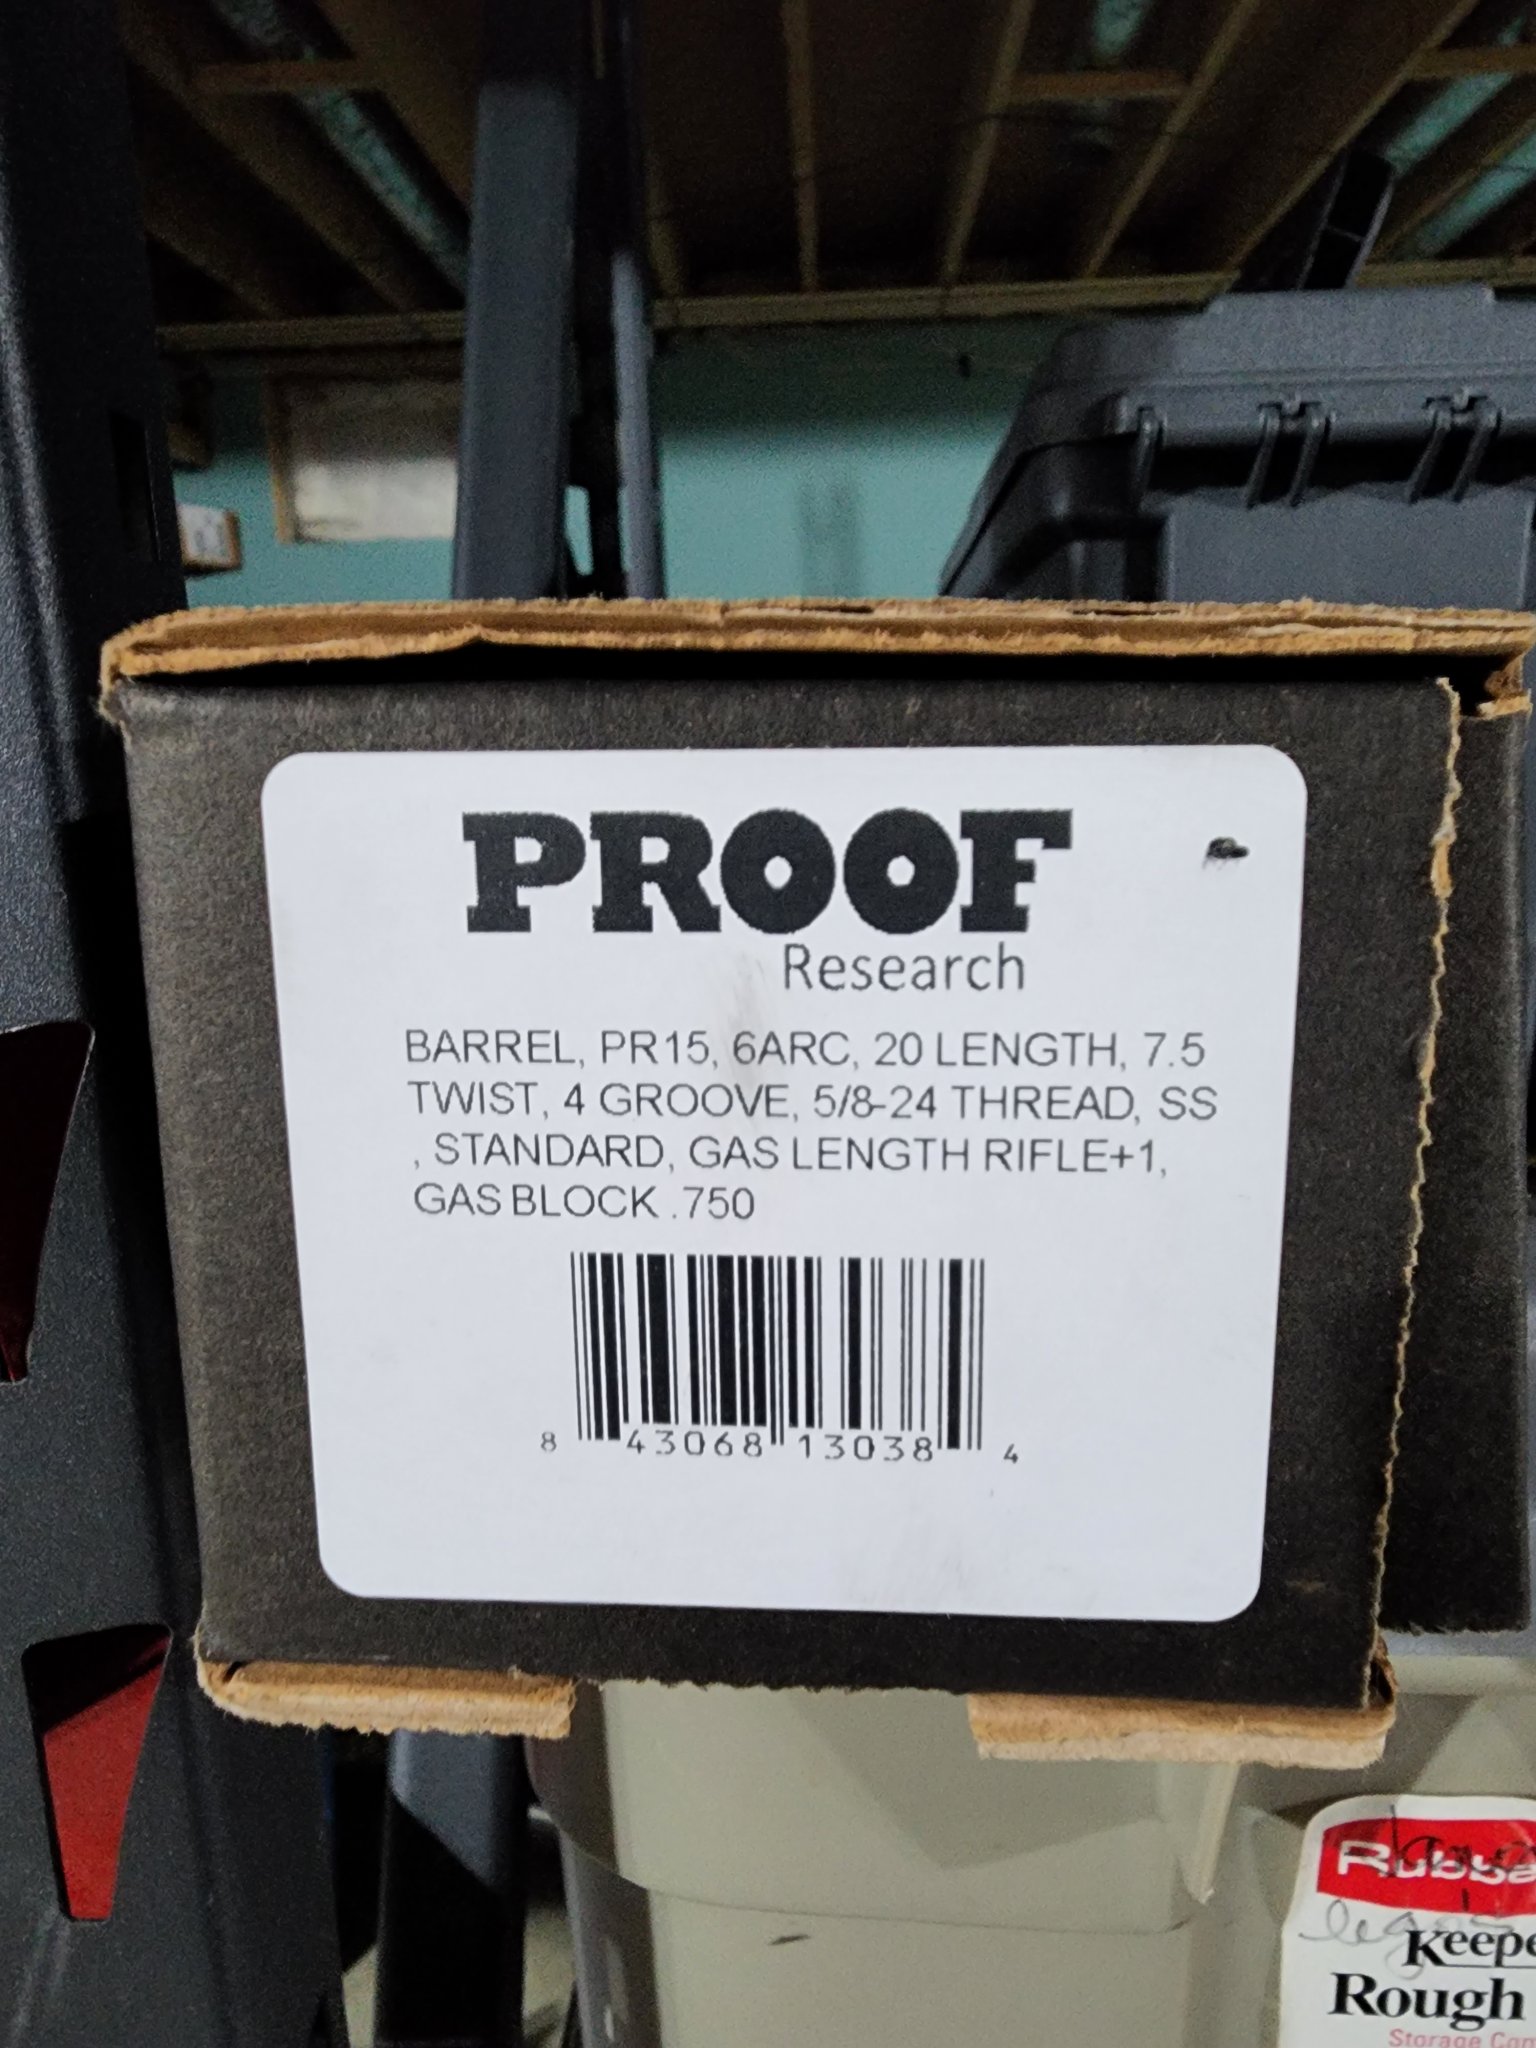 PROOF
Research
BARREL, PR15, 6ARC, 20 LENGTH, 7.5
TWIST, 4 GROOVE, 5/8-24 THREAD, SS
, STANDARD, GAS LENGTH RIFLE+1,
GAS BLOCK .750
8 43068 13038 4
Rough
Storage